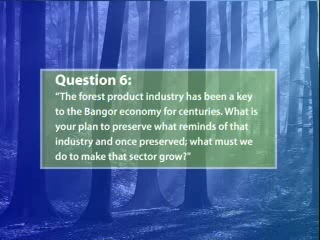 Question 6:
"The forest product industry has been a key
to the Bangor economy for centuries. What is
your plan to preserve what reminds of that
industry and once preserved; what must we
do to make that sector grow?"